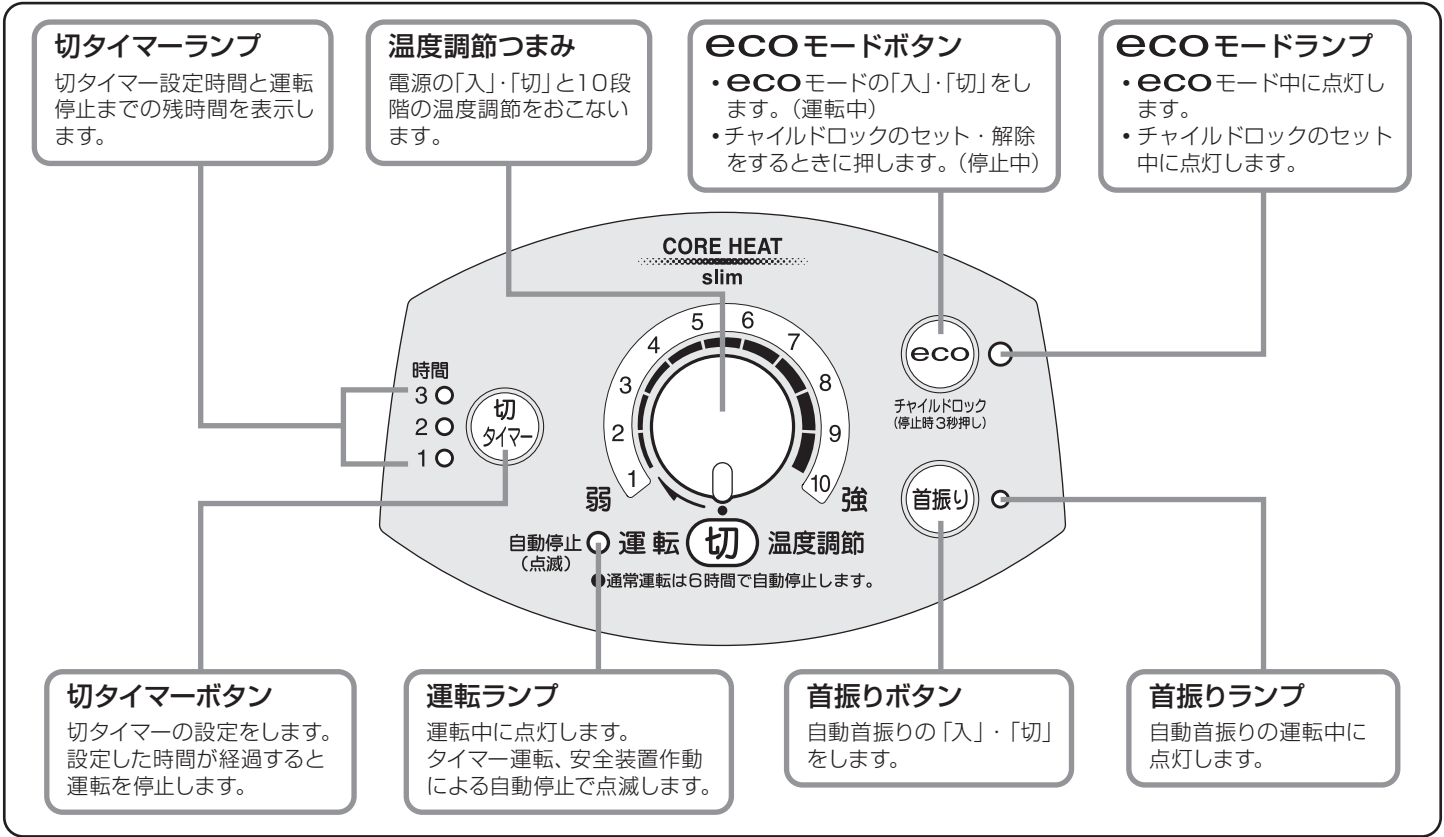 切タイマーランプ
切タイマー設定時間と運転
停止までの残時間を表示し
ます。
温度調節つまみ
電源の「入」・「切」と10段
階の温度調節をおこない
ます。
ecoモードボタン
• ecoモードの「入」・「切」をし
ます。（運転中）
• チャイルドロックのセット・解除
をするときに押します。（停止中）
ecoモードランプ
• ecoモード中に点灯し
ます。
• チャイルドロックのセット
中に点灯します。
CORE HEAT
slim
時間
3
2
1
切
タイマー
1
2
3
4
5
6
7
8
9
10
弱
強
eco
チャイルドロック
（停止時3秒押し）
首振り
自動停止
（点滅）
運転
切
温度調節
●通常運転は6時間で自動停止します。
切タイマーボタン
切タイマーの設定をします。
設定した時間が経過すると
運転を停止します。
運転ランプ
運転中に点灯します。
タイマー運転、安全装置作動
による自動停止で点滅します。
首振りボタン
自動首振りの「入」・「切」
をします。
首振りランプ
自動首振りの運転中に
点灯します。